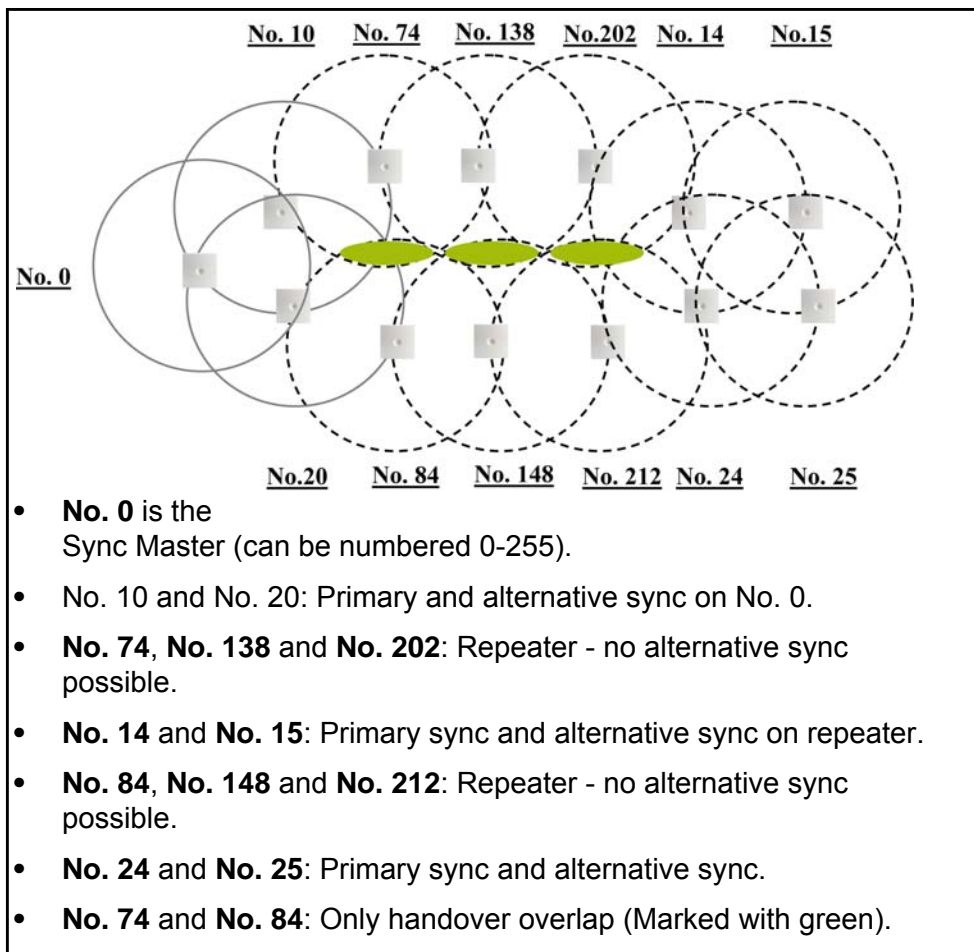 No. 10 No. 74 No. 138 No.202 No. 14 No.15
No. 0
No.20 No. 84 No. 148 No. 212 No. 24 No. 25
• No. 0 is the
Sync Master (can be numbered 0-255).
• No. 10 and No. 20: Primary and alternative sync on No. 0.
• No. 74, No. 138 and No. 202: Repeater - no alternative sync
possible.
• No. 14 and No. 15: Primary sync and alternative sync on repeater.
• No. 84, No. 148 and No. 212: Repeater - no alternative sync
possible.
• No. 24 and No. 25: Primary sync and alternative sync.
• No. 74 and No. 84: Only handover overlap (Marked with green).